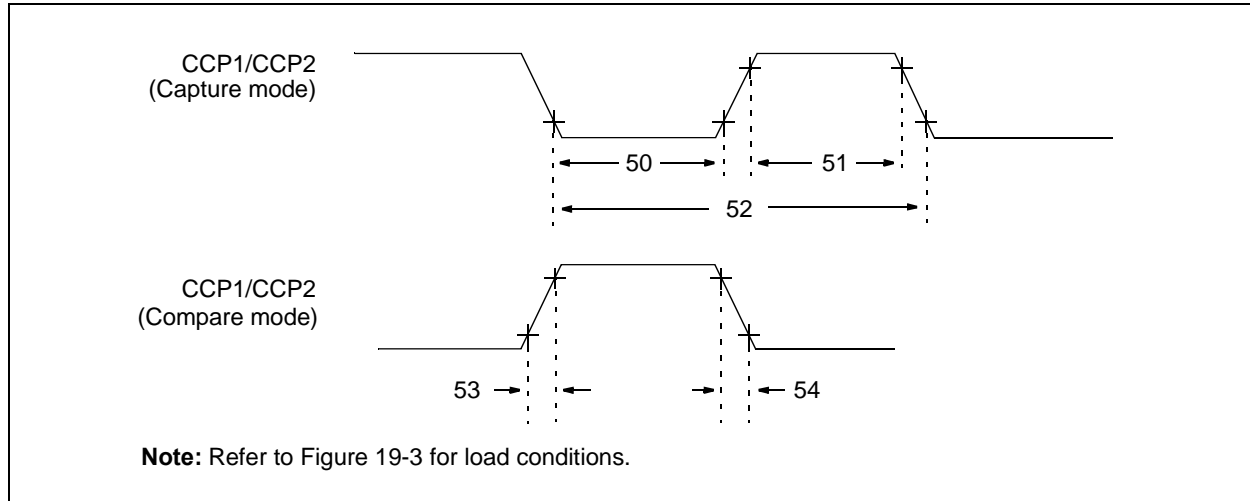 CCP1/CCP2
(Capture mode)
50
51
52
CCP1/CCP2
(Compare mode)
53
54
Note: Refer to Figure 19-3 for load conditions.